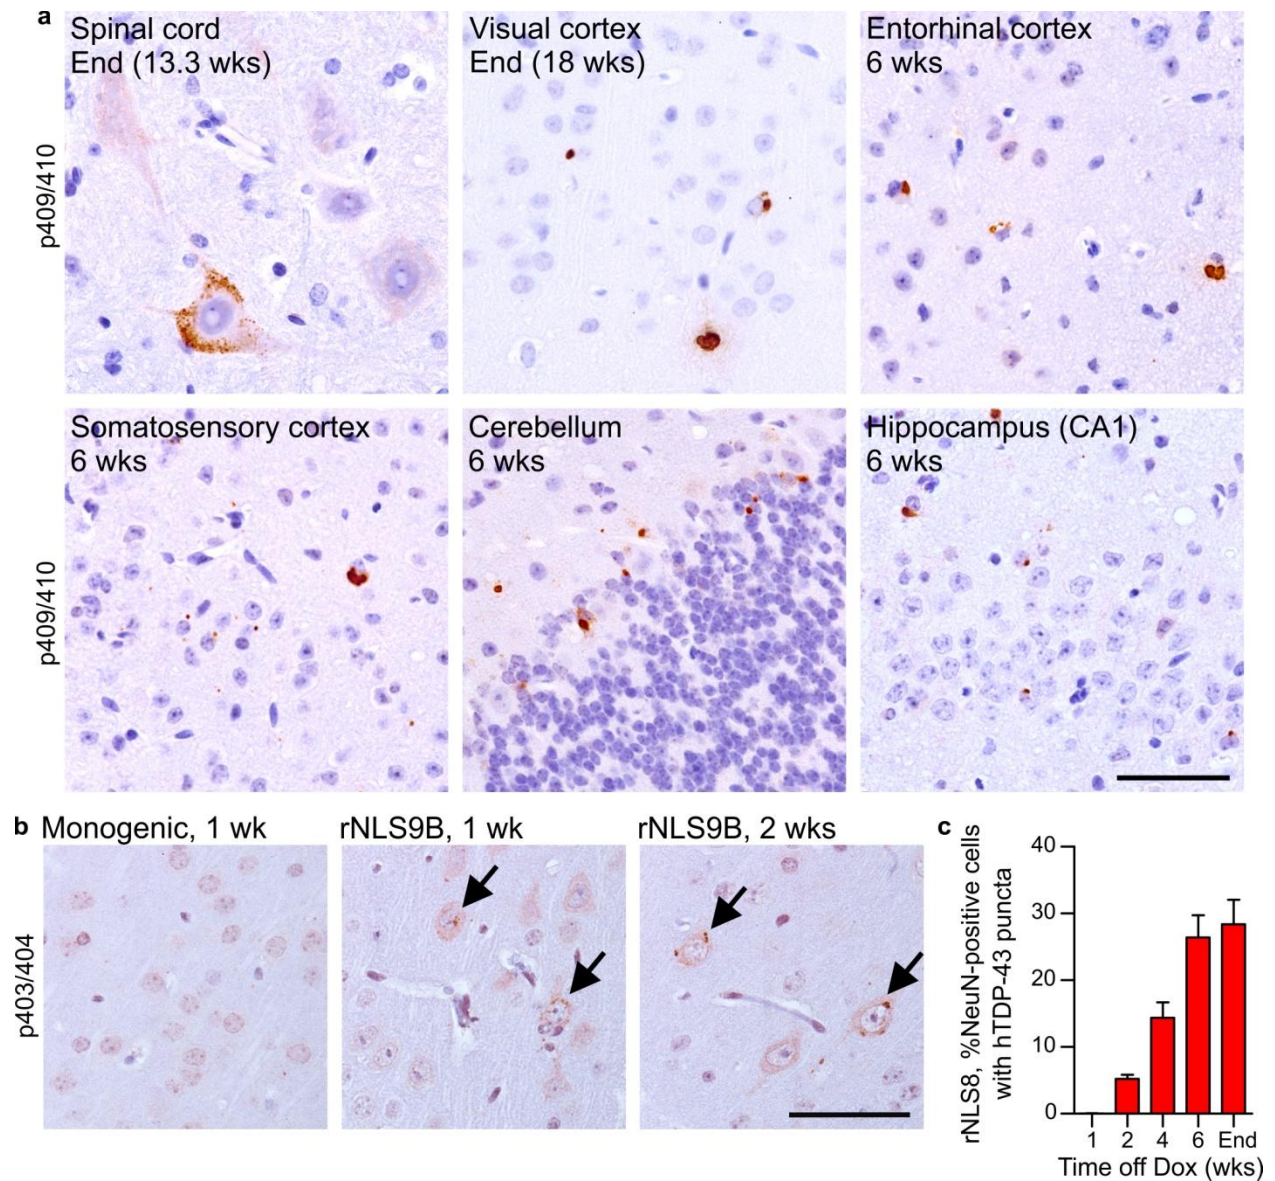 a
Spinal cord
End (13.3 wks)
Visual cortex
End (18 wks)
Entorhinal cortex
6 wks
p409/410
Somatosensory cortex
6 wks
Cerebellum
6 wks
Hippocampus (CA1)
6 wks
p409/410
b
Monogenic, 1 wk
rNLS9B, 1 wk
rNLS9B, 2 wks
p403/404
c
rNLS8, %NeuN-positive cells
with hTDP-43 puncta
40
30
20
10
0
1 2 4 6 End
Time off Dox (wks)